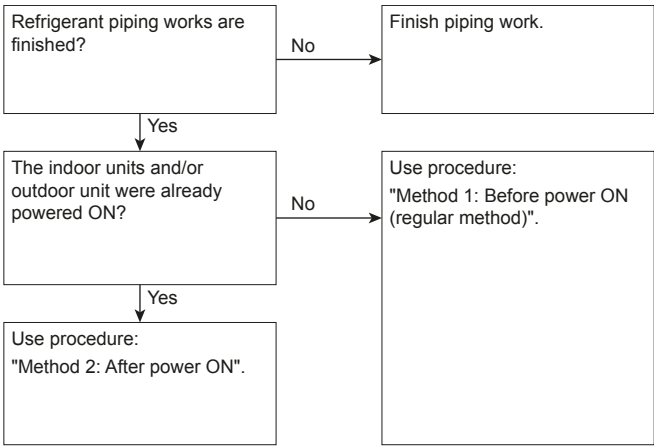 Refrigerant piping works are
finished?
No
Finish piping work.
Yes
The indoor units and/or
outdoor unit were already
powered ON?
No
Use procedure:
"Method 1: Before power ON
(regular method)".
Yes
Use procedure:
"Method 2: After power ON".